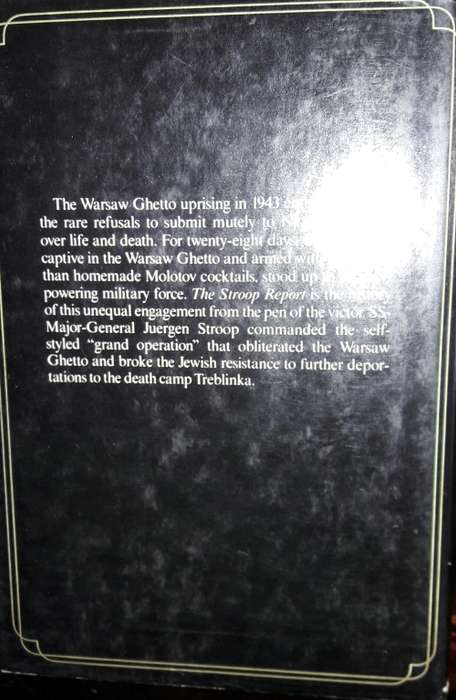 The Warsaw Ghetto uprising in 1943
the rare refusals to submit mutely to
over life and death. For twenty-eight days
captive in the Warsaw Ghetto and armed with
than homemade Molotov cocktails, stood up
powering military force. The Stroop Report is the
of this unequal engagement from the pen of the victor. SS-
Major-General Juergen Stroop commanded the self-
styled “grand operation” that obliterated the Warsaw
Ghetto and broke the Jewish resistance to further depor-
tations to the death camp Treblinka.